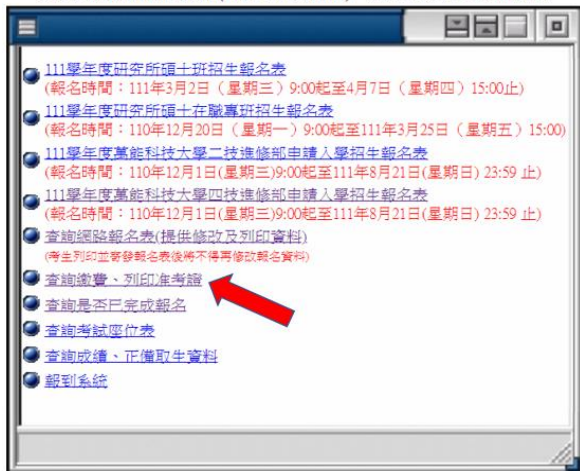 111學年度研究所碩士班招生報名表
(報名時間：111年3月2日（星期三）9:00起至4月7日（星期四）15:00止)
111學年度研究所碩士在職專班招生報名表
(報名時間：110年12月20日（星期一）9:00起至111年3月25日（星期五）15:00)
111學年度萬能科技大學二技進修部申請入學招生報名表
(報名時間：110年12月1日(星期三)9:00起至111年8月21日(星期日) 23:59 止)
111學年度萬能科技大學四技進修部申請入學招生報名表
(報名時間：110年12月1日(星期三)9:00起至111年8月21日(星期日) 23:59 止)
查詢網路報名表(提供修改及列印資料)
(考生列印並寄發報名表後將不得再修改報名資料)
查詢繳費、列印准考證
查詢是否已完成報名
查詢考試座位表
查詢成績、正備取生資料
報到系統